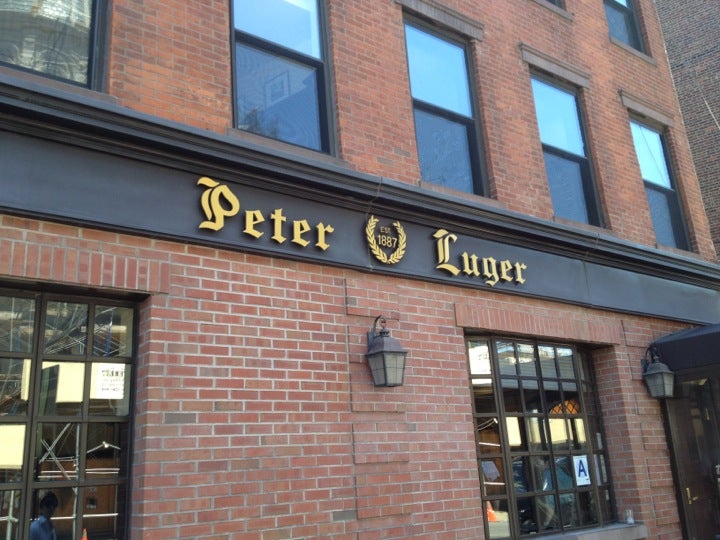 Peter EST. 1887 Luger
A